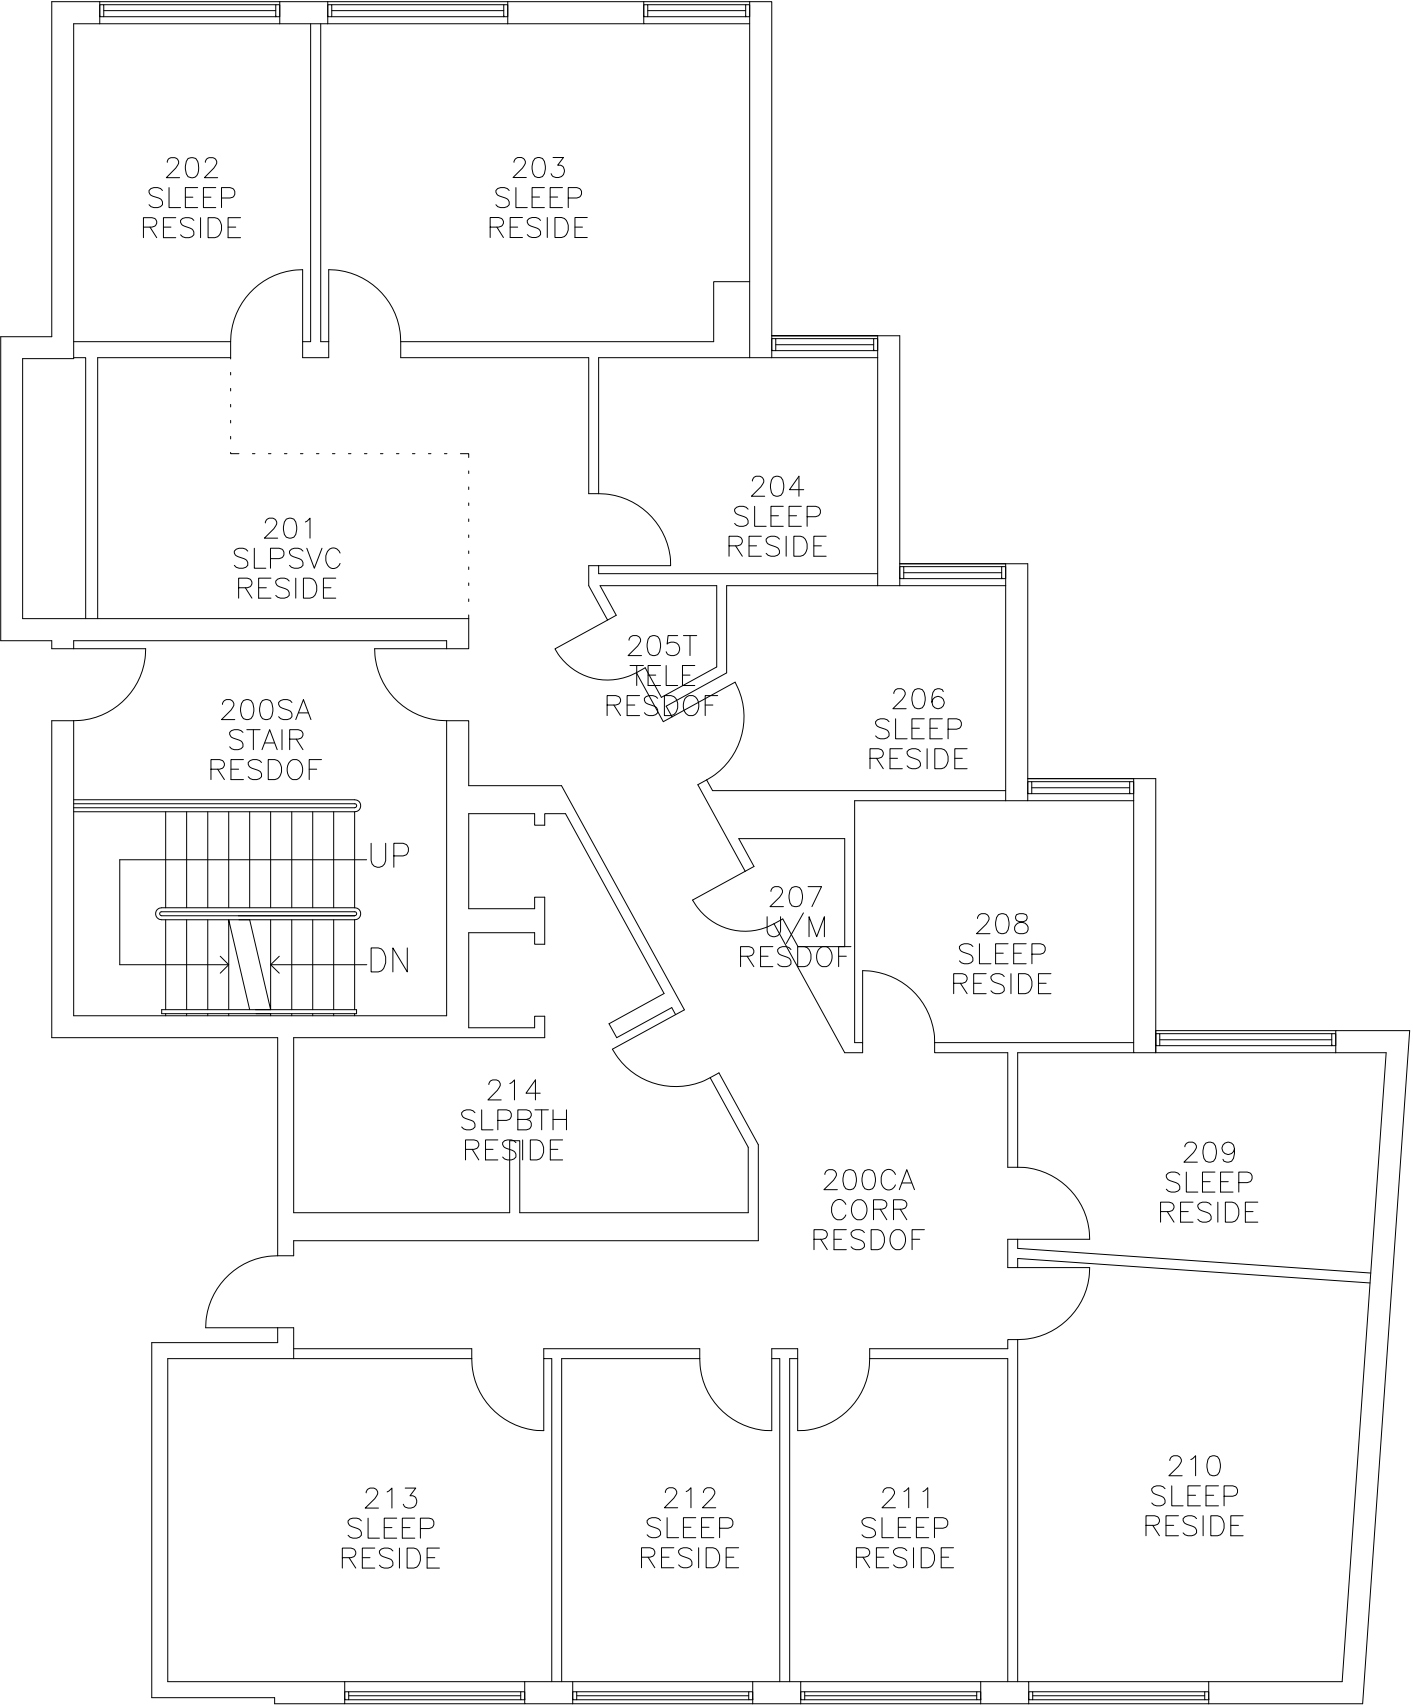 202
SLEEP
RESIDE
203
SLEEP
RESIDE
204
SLEEP
RESIDE
201
SLPSVC
RESIDE
205T
TELE
RESDOF
206
SLEEP
RESIDE
200SA
STAIR
RESDOF
UP
DN
207
U/M
RESDOF
208
SLEEP
RESIDE
214
SLPBTH
RESIDE
209
SLEEP
RESIDE
200CA
CORR
RESDOF
210
SLEEP
RESIDE
213
SLEEP
RESIDE
212
SLEEP
RESIDE
211
SLEEP
RESIDE